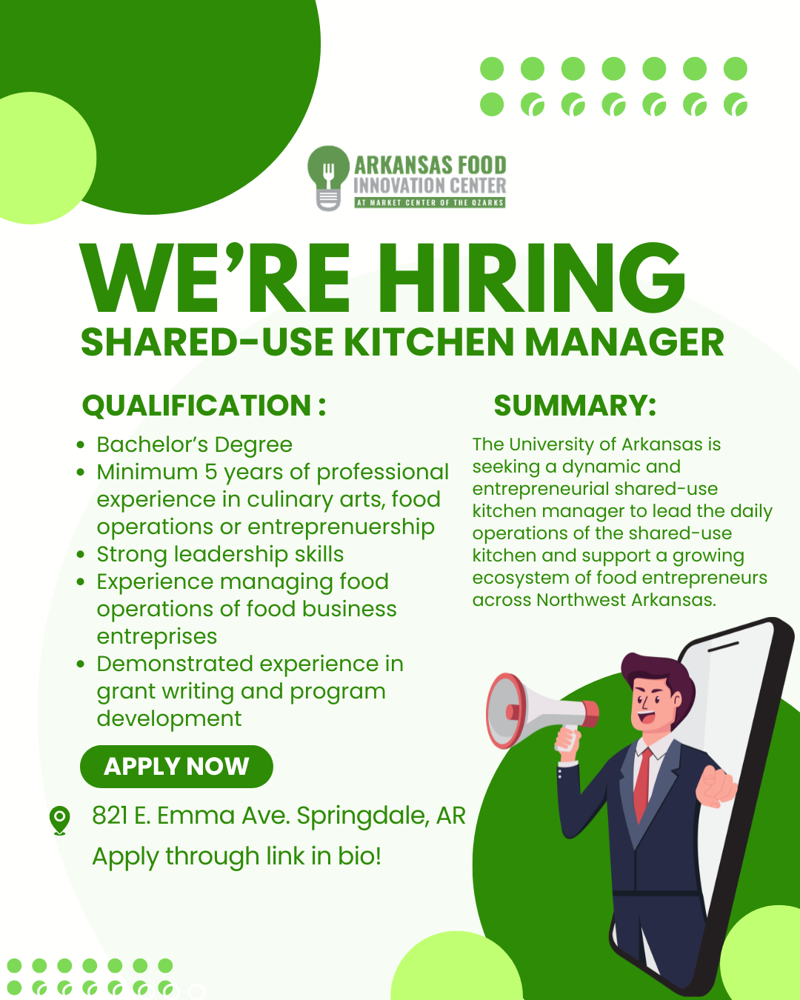 ARKANSAS FOOD
INNOVATION CENTER
AT MARKET CENTER OF THE OZARKS
WE’RE HIRING
SHARED-USE KITCHEN MANAGER
QUALIFICATION :
• Bachelor’s Degree
• Minimum 5 years of professional
experience in culinary arts, food
operations or entreprenuership
• Strong leadership skills
• Experience managing food
operations of food business
entreprises
• Demonstrated experience in
grant writing and program
development
APPLY NOW
821 E. Emma Ave. Springdale, AR
Apply through link in bio!
SUMMARY:
The University of Arkansas is
seeking a dynamic and
entrepreneurial shared-use
kitchen manager to lead the daily
operations of the shared-use
kitchen and support a growing
ecosystem of food entrepreneurs
across Northwest Arkansas.